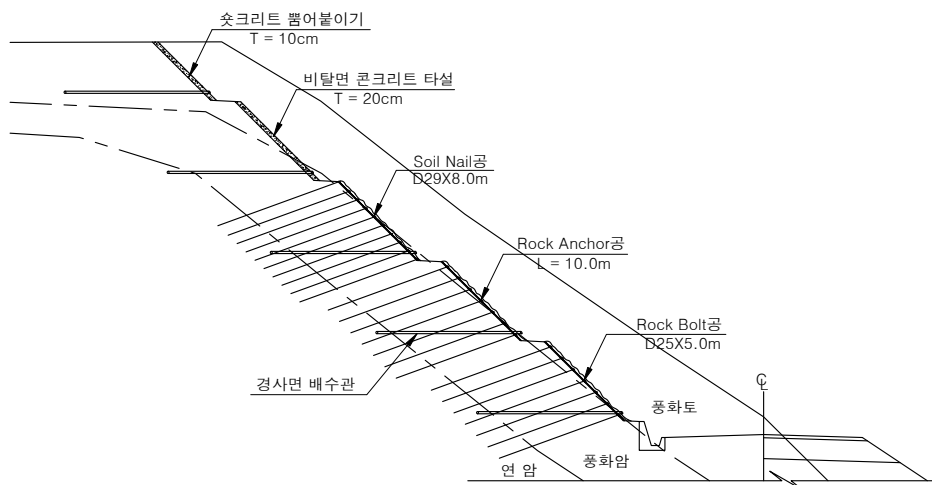 숏크리트 뿜어붙이기
T = 10cm
비탈면 콘크리트 타설
T = 20cm
Soil Nail공
D29X8.0m
Rock Anchor공
L = 10.0m
Rock Bolt공
D25X5.0m
경사면 배수관
℄
풍화토
풍화암
연 암